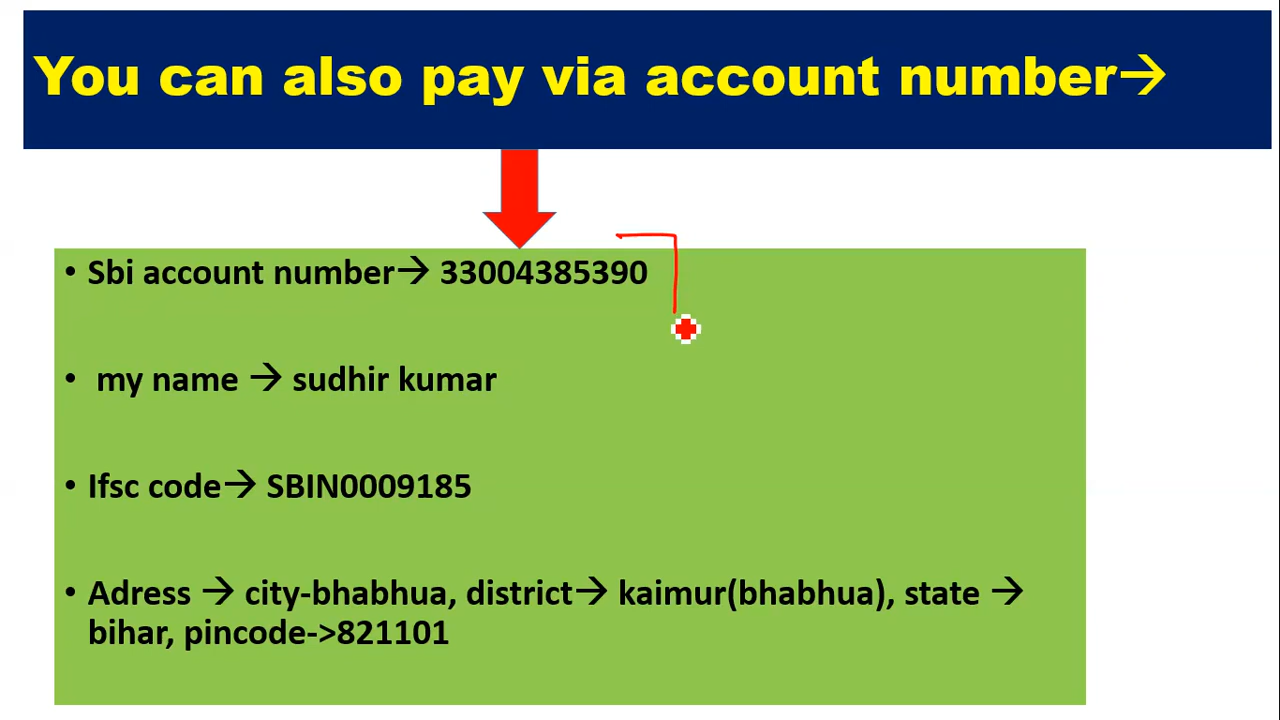 You can also pay via account number→
• Sbi account number→ 33004385390
• my name → sudhir kumar
• Ifsc code→ SBIN0009185
• Adress → city-bhabhua, district→ kaimur(bhabhua), state →
bihar, pincode->821101